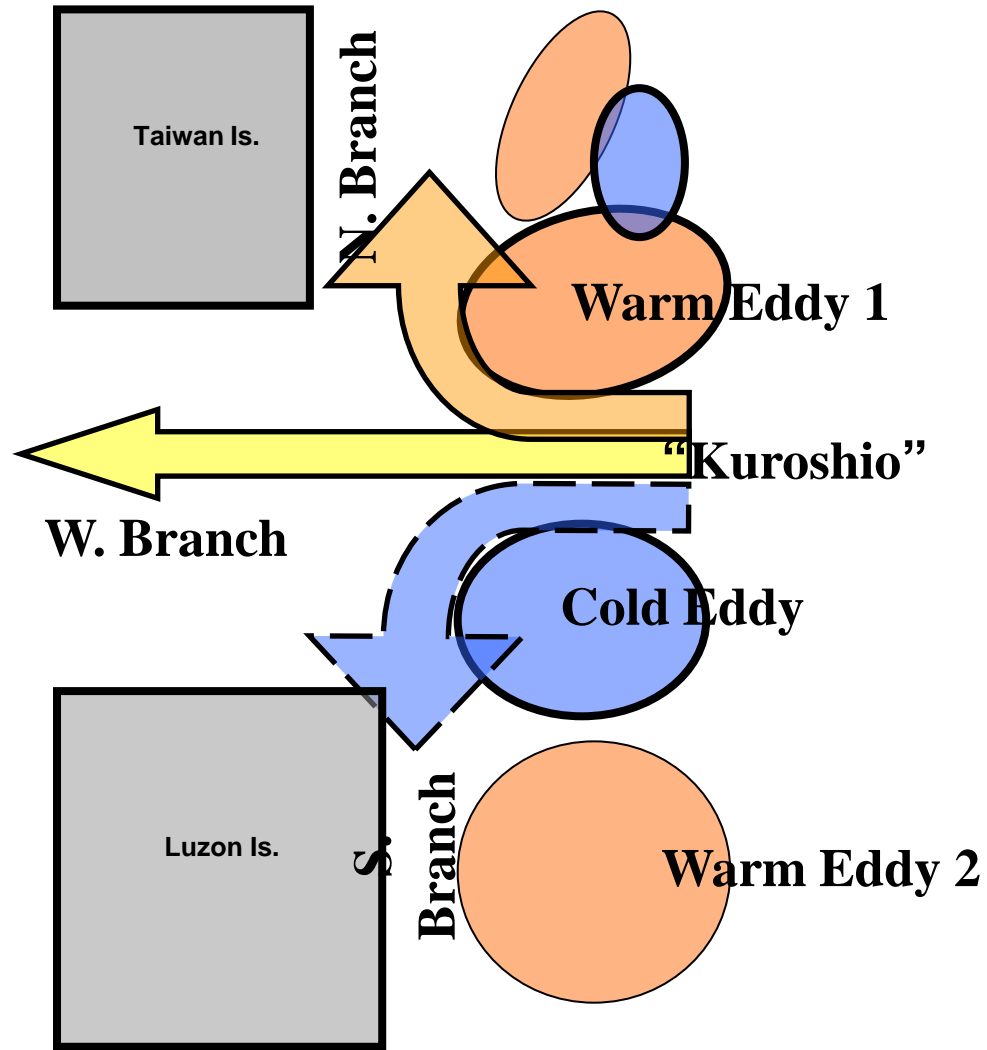 Taiwan Is.
N. Branch
Warm Eddy 1
“Kuroshio”
W. Branch
Cold Eddy
Luzon Is.
S.
Branch
Warm Eddy 2